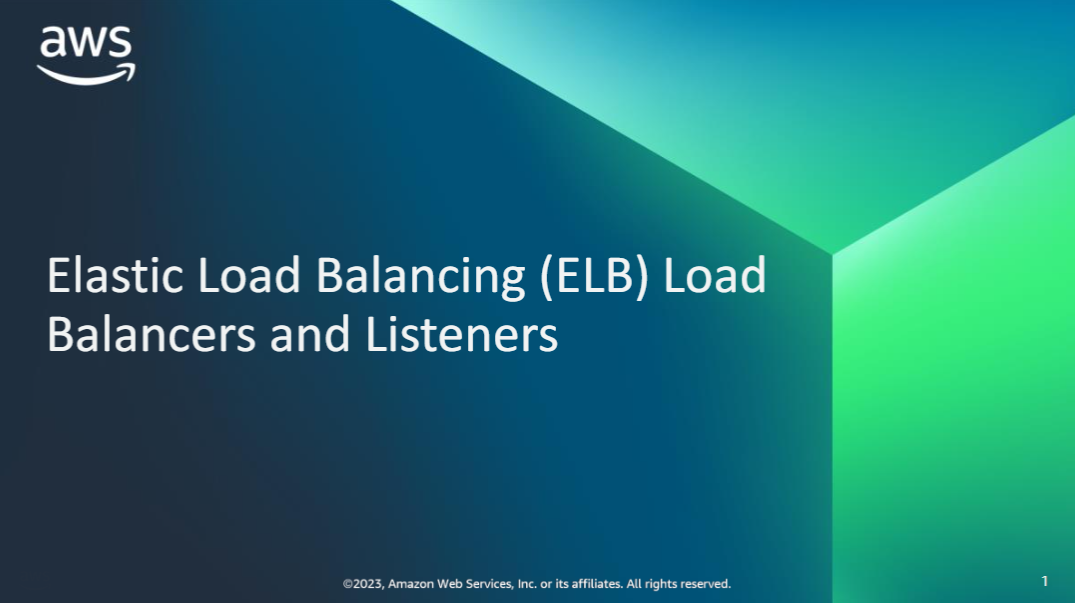 aws
Elastic Load Balancing (ELB) Load
Balancers and Listeners
©2023, Amazon Web Services, Inc. or its affiliates. All rights reserved.
1